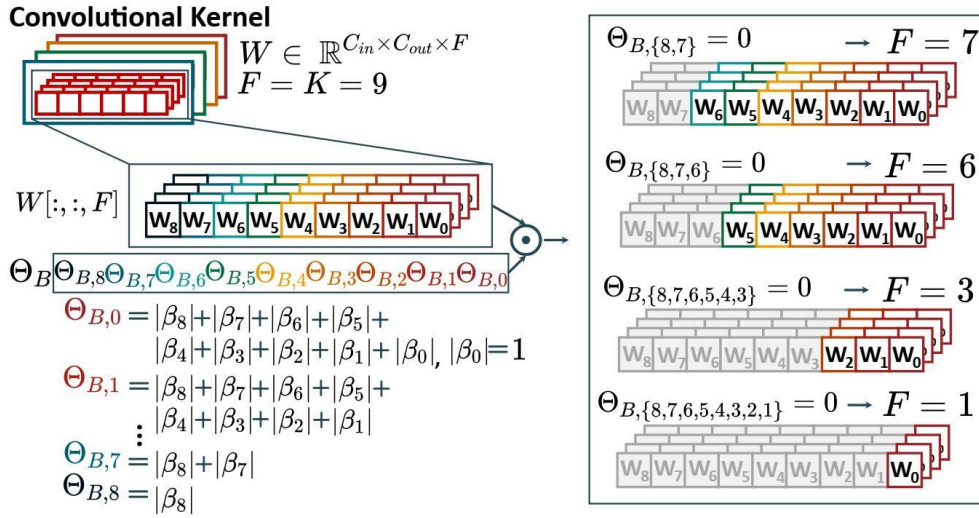 Convolutional Kernel
W ∈ ℝ^{C_{in}×C_{out}×F}
F = K = 9
W[:,:,F]
W₈ W₇ W₆ W₅ W₄ W₃ W₂ W₁ W₀
Θ_B Θ_{B,8} Θ_{B,7} Θ_{B,6} Θ_{B,5} Θ_{B,4} Θ_{B,3} Θ_{B,2} Θ_{B,1} Θ_{B,0}
Θ_{B,0} = |β₈|+|β₇|+|β₆|+|β₅|+
|β₄|+|β₃|+|β₂|+|β₁|+|β₀|, |β₀|=1
Θ_{B,1} = |β₈|+|β₇|+|β₆|+|β₅|+
|β₄|+|β₃|+|β₂|+|β₁|
⋮
Θ_{B,7} = |β₈|+|β₇|
Θ_{B,8} = |β₈|
Θ_{B,{8,7}} = 0 → F = 7
W₈ W₇ W₆ W₅ W₄ W₃ W₂ W₁ W₀
Θ_{B,{8,7,6}} = 0 → F = 6
W₈ W₇ W₆ W₅ W₄ W₃ W₂ W₁ W₀
Θ_{B,{8,7,6,5,4,3}} = 0 → F = 3
W₈ W₇ W₆ W₅ W₄ W₃ W₂ W₁ W₀
Θ_{B,{8,7,6,5,4,3,2,1}} = 0 → F = 1
W₈ W₇ W₆ W₅ W₄ W₃ W₂ W₁ W₀